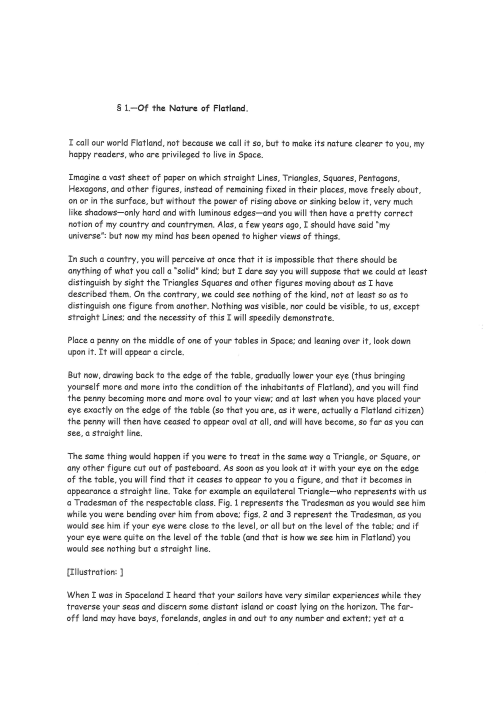 § 1.—Of the Nature of Flatland.
I call our world Flatland, not because we call it so, but to make its nature clearer to you, my
happy readers, who are privileged to live in Space.
Imagine a vast sheet of paper on which straight Lines, Triangles, Squares, Pentagons,
Hexagons, and other figures, instead of remaining fixed in their places, move freely about,
on or in the surface, but without the power of rising above or sinking below it, very much
like shadows—only hard and with luminous edges—and you will then have a pretty correct
notion of my country and countrymen. Alas, a few years ago, I should have said "my
universe": but now my mind has been opened to higher views of things.
In such a country, you will perceive at once that it is impossible that there should be
anything of what you call a "solid" kind; but I dare say you will suppose that we could at least
distinguish by sight the Triangles Squares and other figures moving about as I have
described them. On the contrary, we could see nothing of the kind, not at least so as to
distinguish one figure from another. Nothing was visible, nor could be visible, to us, except
straight Lines; and the necessity of this I will speedily demonstrate.
Place a penny on the middle of one of your tables in Space; and leaning over it, look down
upon it. It will appear a circle.
But now, drawing back to the edge of the table, gradually lower your eye (thus bringing
yourself more and more into the condition of the inhabitants of Flatland), and you will find
the penny becoming more and more oval to your view; and at last when you have placed your
eye exactly on the edge of the table (so that you are, as it were, actually a Flatland citizen)
the penny will then have ceased to appear oval at all, and will have become, so far as you can
see, a straight line.
The same thing would happen if you were to treat in the same way a Triangle, or Square, or
any other figure cut out of pasteboard. As soon as you look at it with your eye on the edge
of the table, you will find that it ceases to appear to you a figure, and that it becomes in
appearance a straight line. Take for example an equilateral Triangle—who represents with us
a Tradesman of the respectable class. Fig. 1 represents the Tradesman as you would see him
while you were bending over him from above; figs. 2 and 3 represent the Tradesman, as you
would see him if your eye were close to the level, or all but on the level of the table; and if
your eye were quite on the level of the table (and that is how we see him in Flatland) you
would see nothing but a straight line.
[Illustration: ]
When I was in Spaceland I heard that your sailors have very similar experiences while they
traverse your seas and discern some distant island or coast lying on the horizon. The far-
off land may have bays, forelands, angles in and out to any number and extent; yet at a